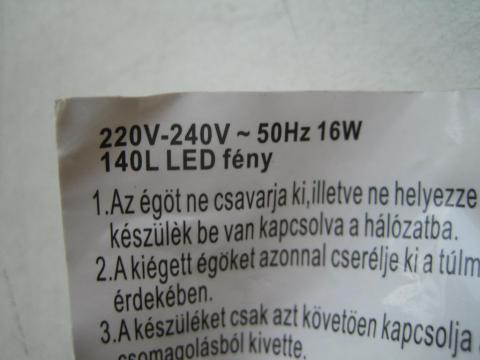 220V-240V ~ 50Hz 16W
140L LED fény
1.Az égöt ne csavarja ki,illetve ne helyezze
készülèk be van kapcsolva a hálózatba.
2.A kiégett égöket azonnal cserélje ki a túlm
érdekében.
3.A készüléket csak azt követöen kapcsolja
csomagolásból kivette.